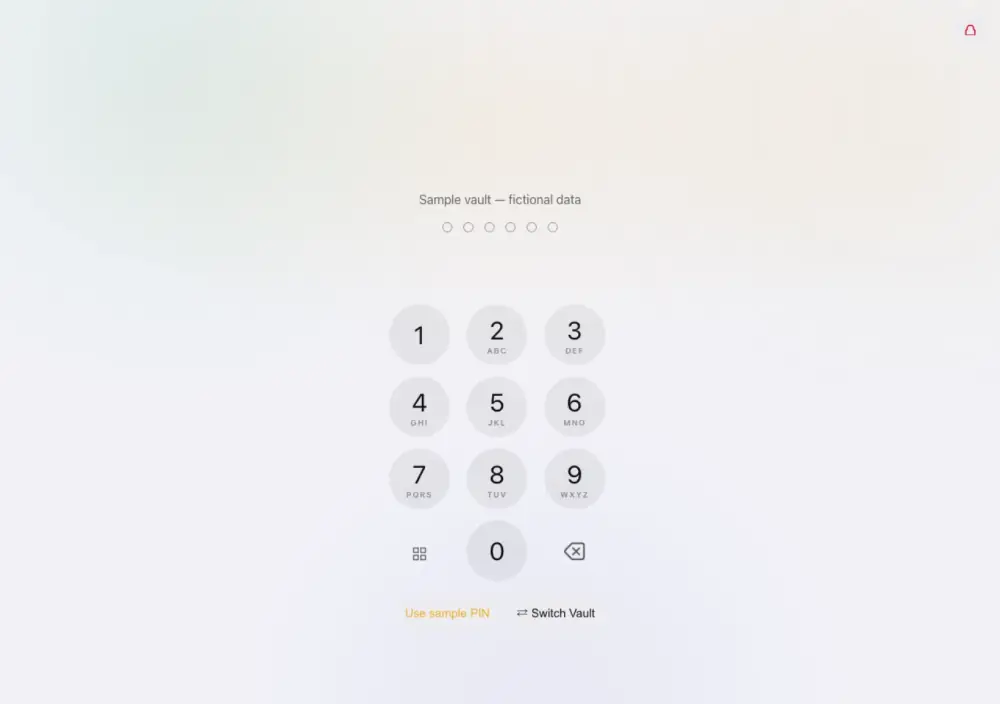 Sample vault — fictional data
1 2 3
ABC DEF
4 5 6
GHI JKL MNO
7 8 9
PQRS TUV WXYZ
0
Use sample PIN Switch Vault